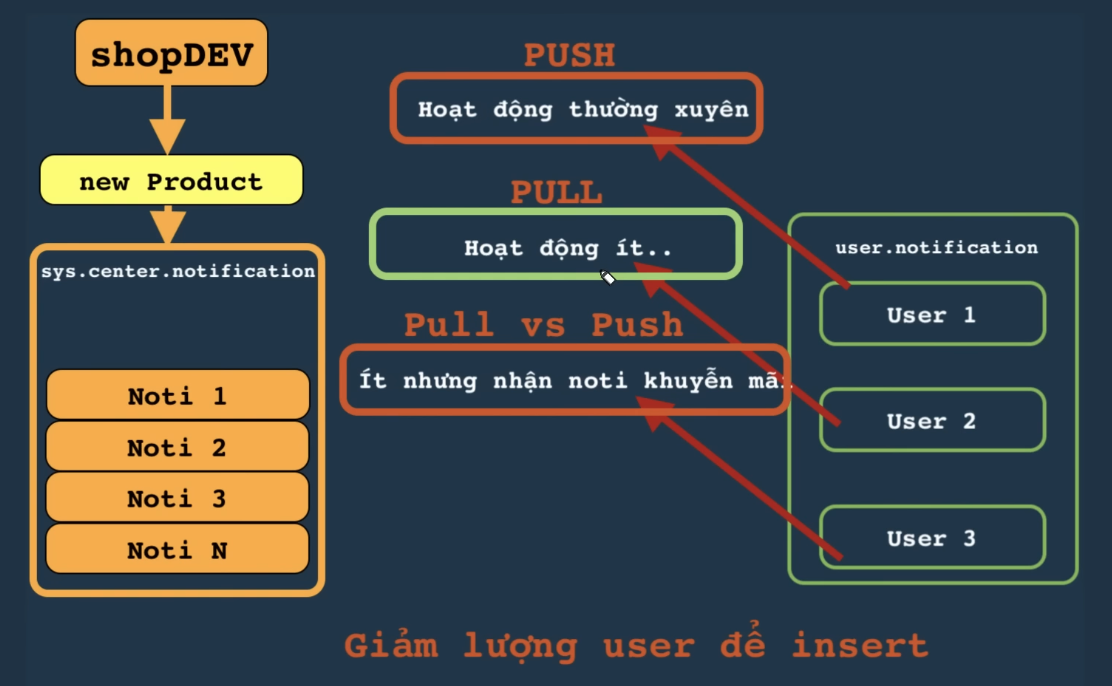 shopDEV
new Product
sys.center.notification
Noti 1
Noti 2
Noti 3
Noti N
PUSH
Hoạt động thường xuyên
PULL
Hoạt động ít..
Pull vs Push
Ít nhưng nhận noti khuyễn mãi
user.notification
User 1
User 2
User 3
Giảm lượng user để insert